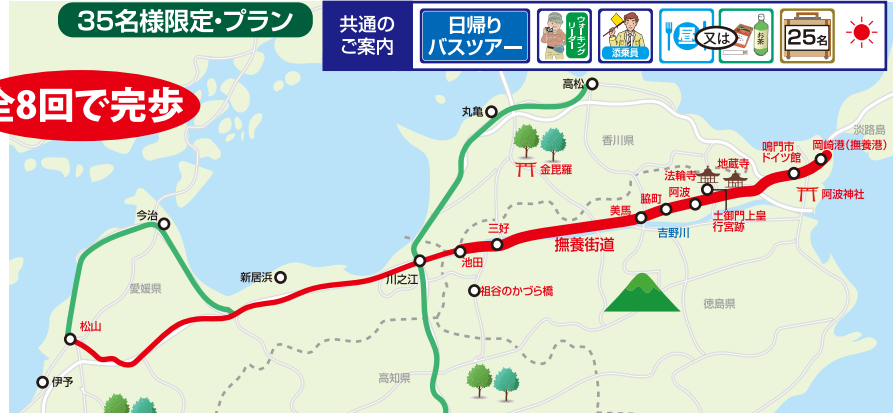 35名様限定・プラン
共通の
ご案内
日帰り
バスツアー
ウォーキング
リーダー
添乗員
昼
又は
お茶
25名
全8回で完歩
高松
丸亀
淡路島
香川県
鳴門市
ドイツ館
岡崎港(撫養港)
金毘羅
法輪寺
地蔵寺
脇町
阿波
阿波神社
美馬
土御門上皇
行宮跡
吉野川
今治
三好
撫養街道
池田
新居浜
川之江
愛媛県
祖谷のかづら橋
徳島県
松山
伊予
高知県